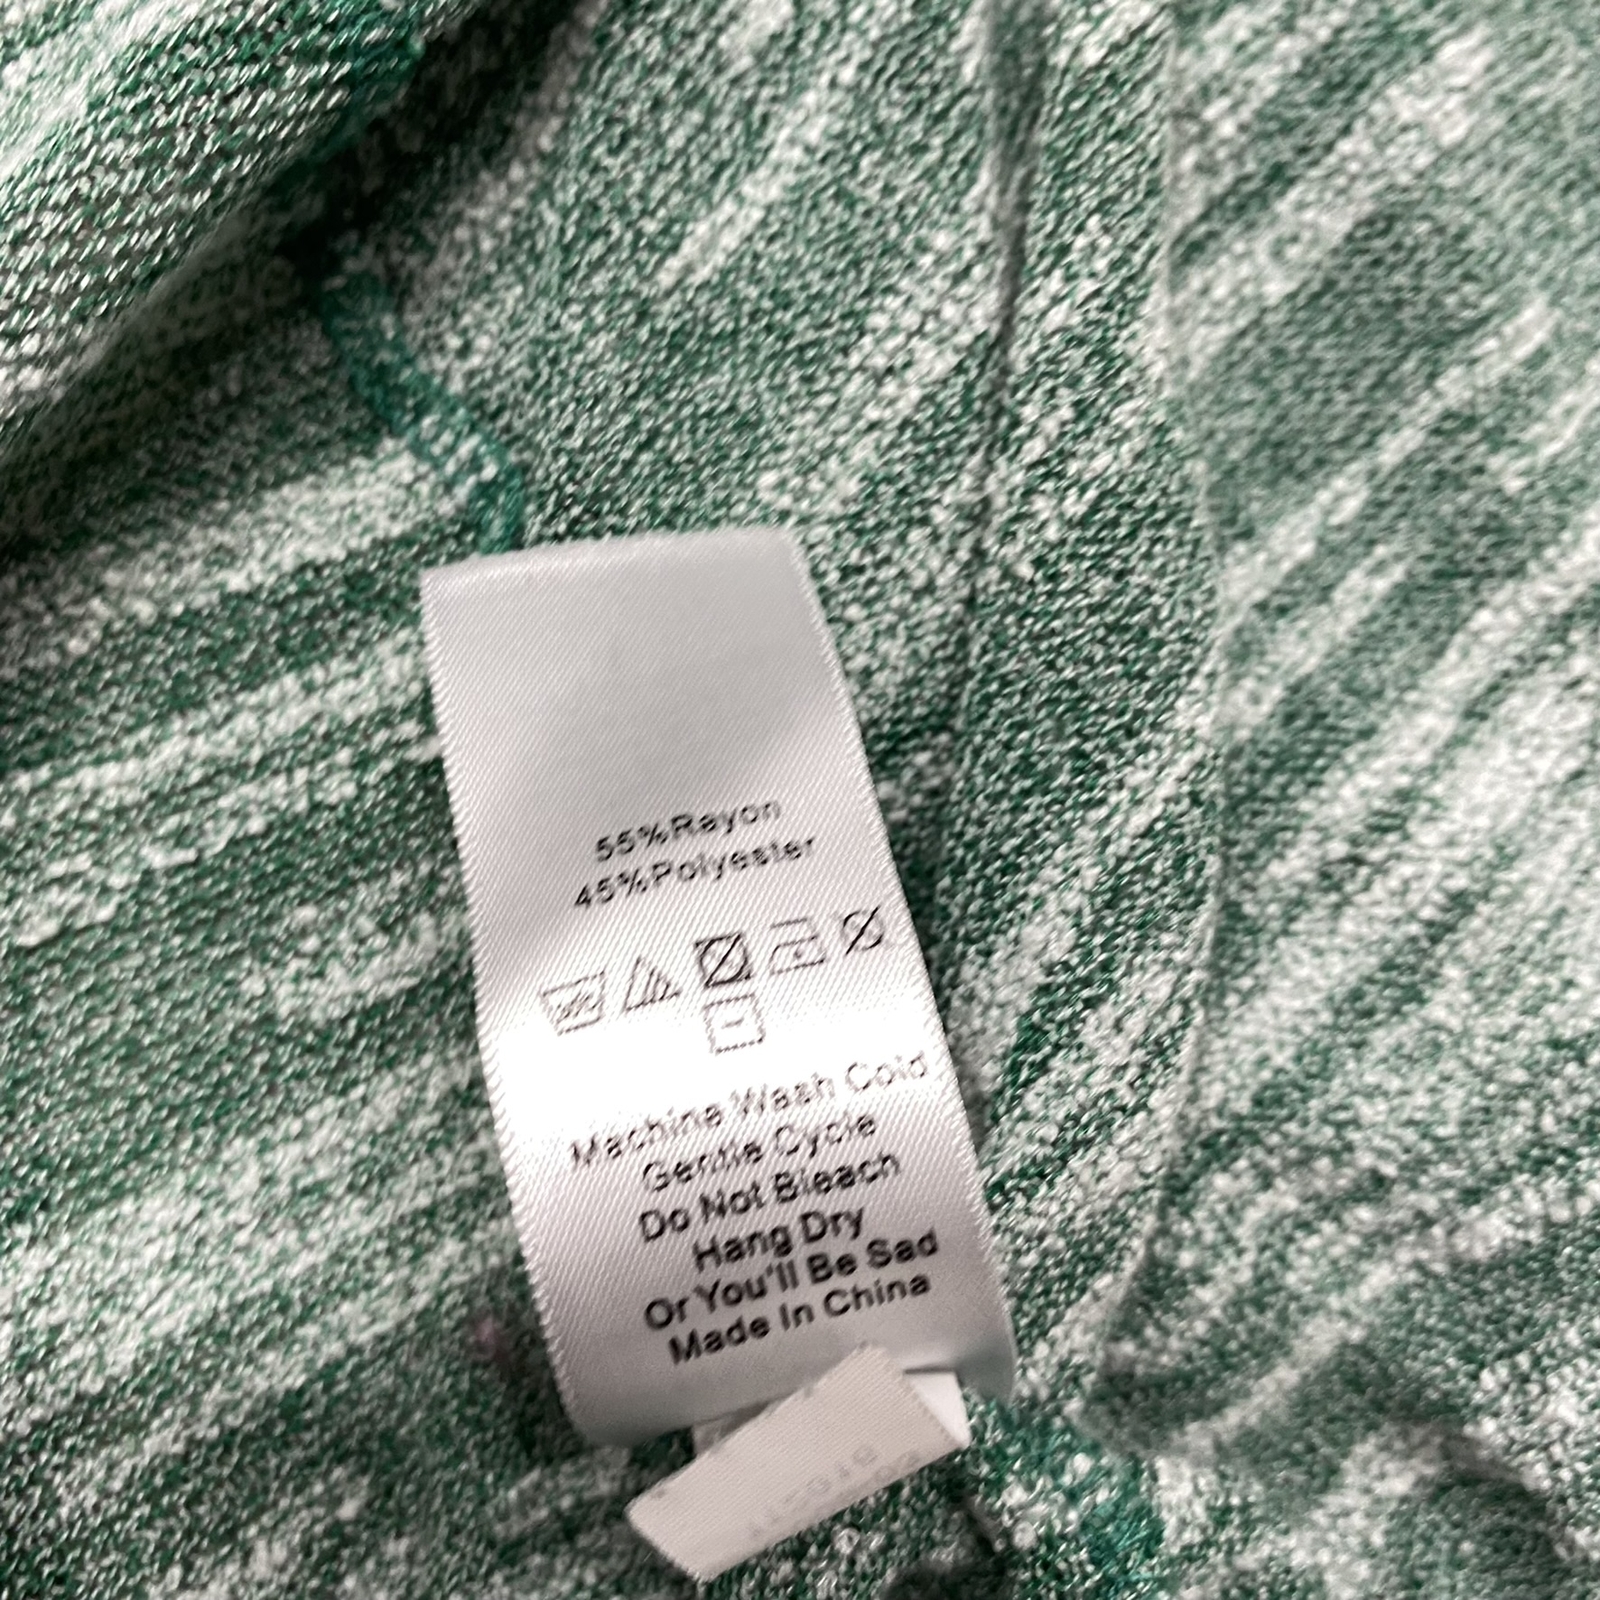 55%Rayon
45%Polyester
Machine Wash Cold
Gentle Cycle
Do Not Bleach
Hang Dry
Or You'll Be Sad
Made In China